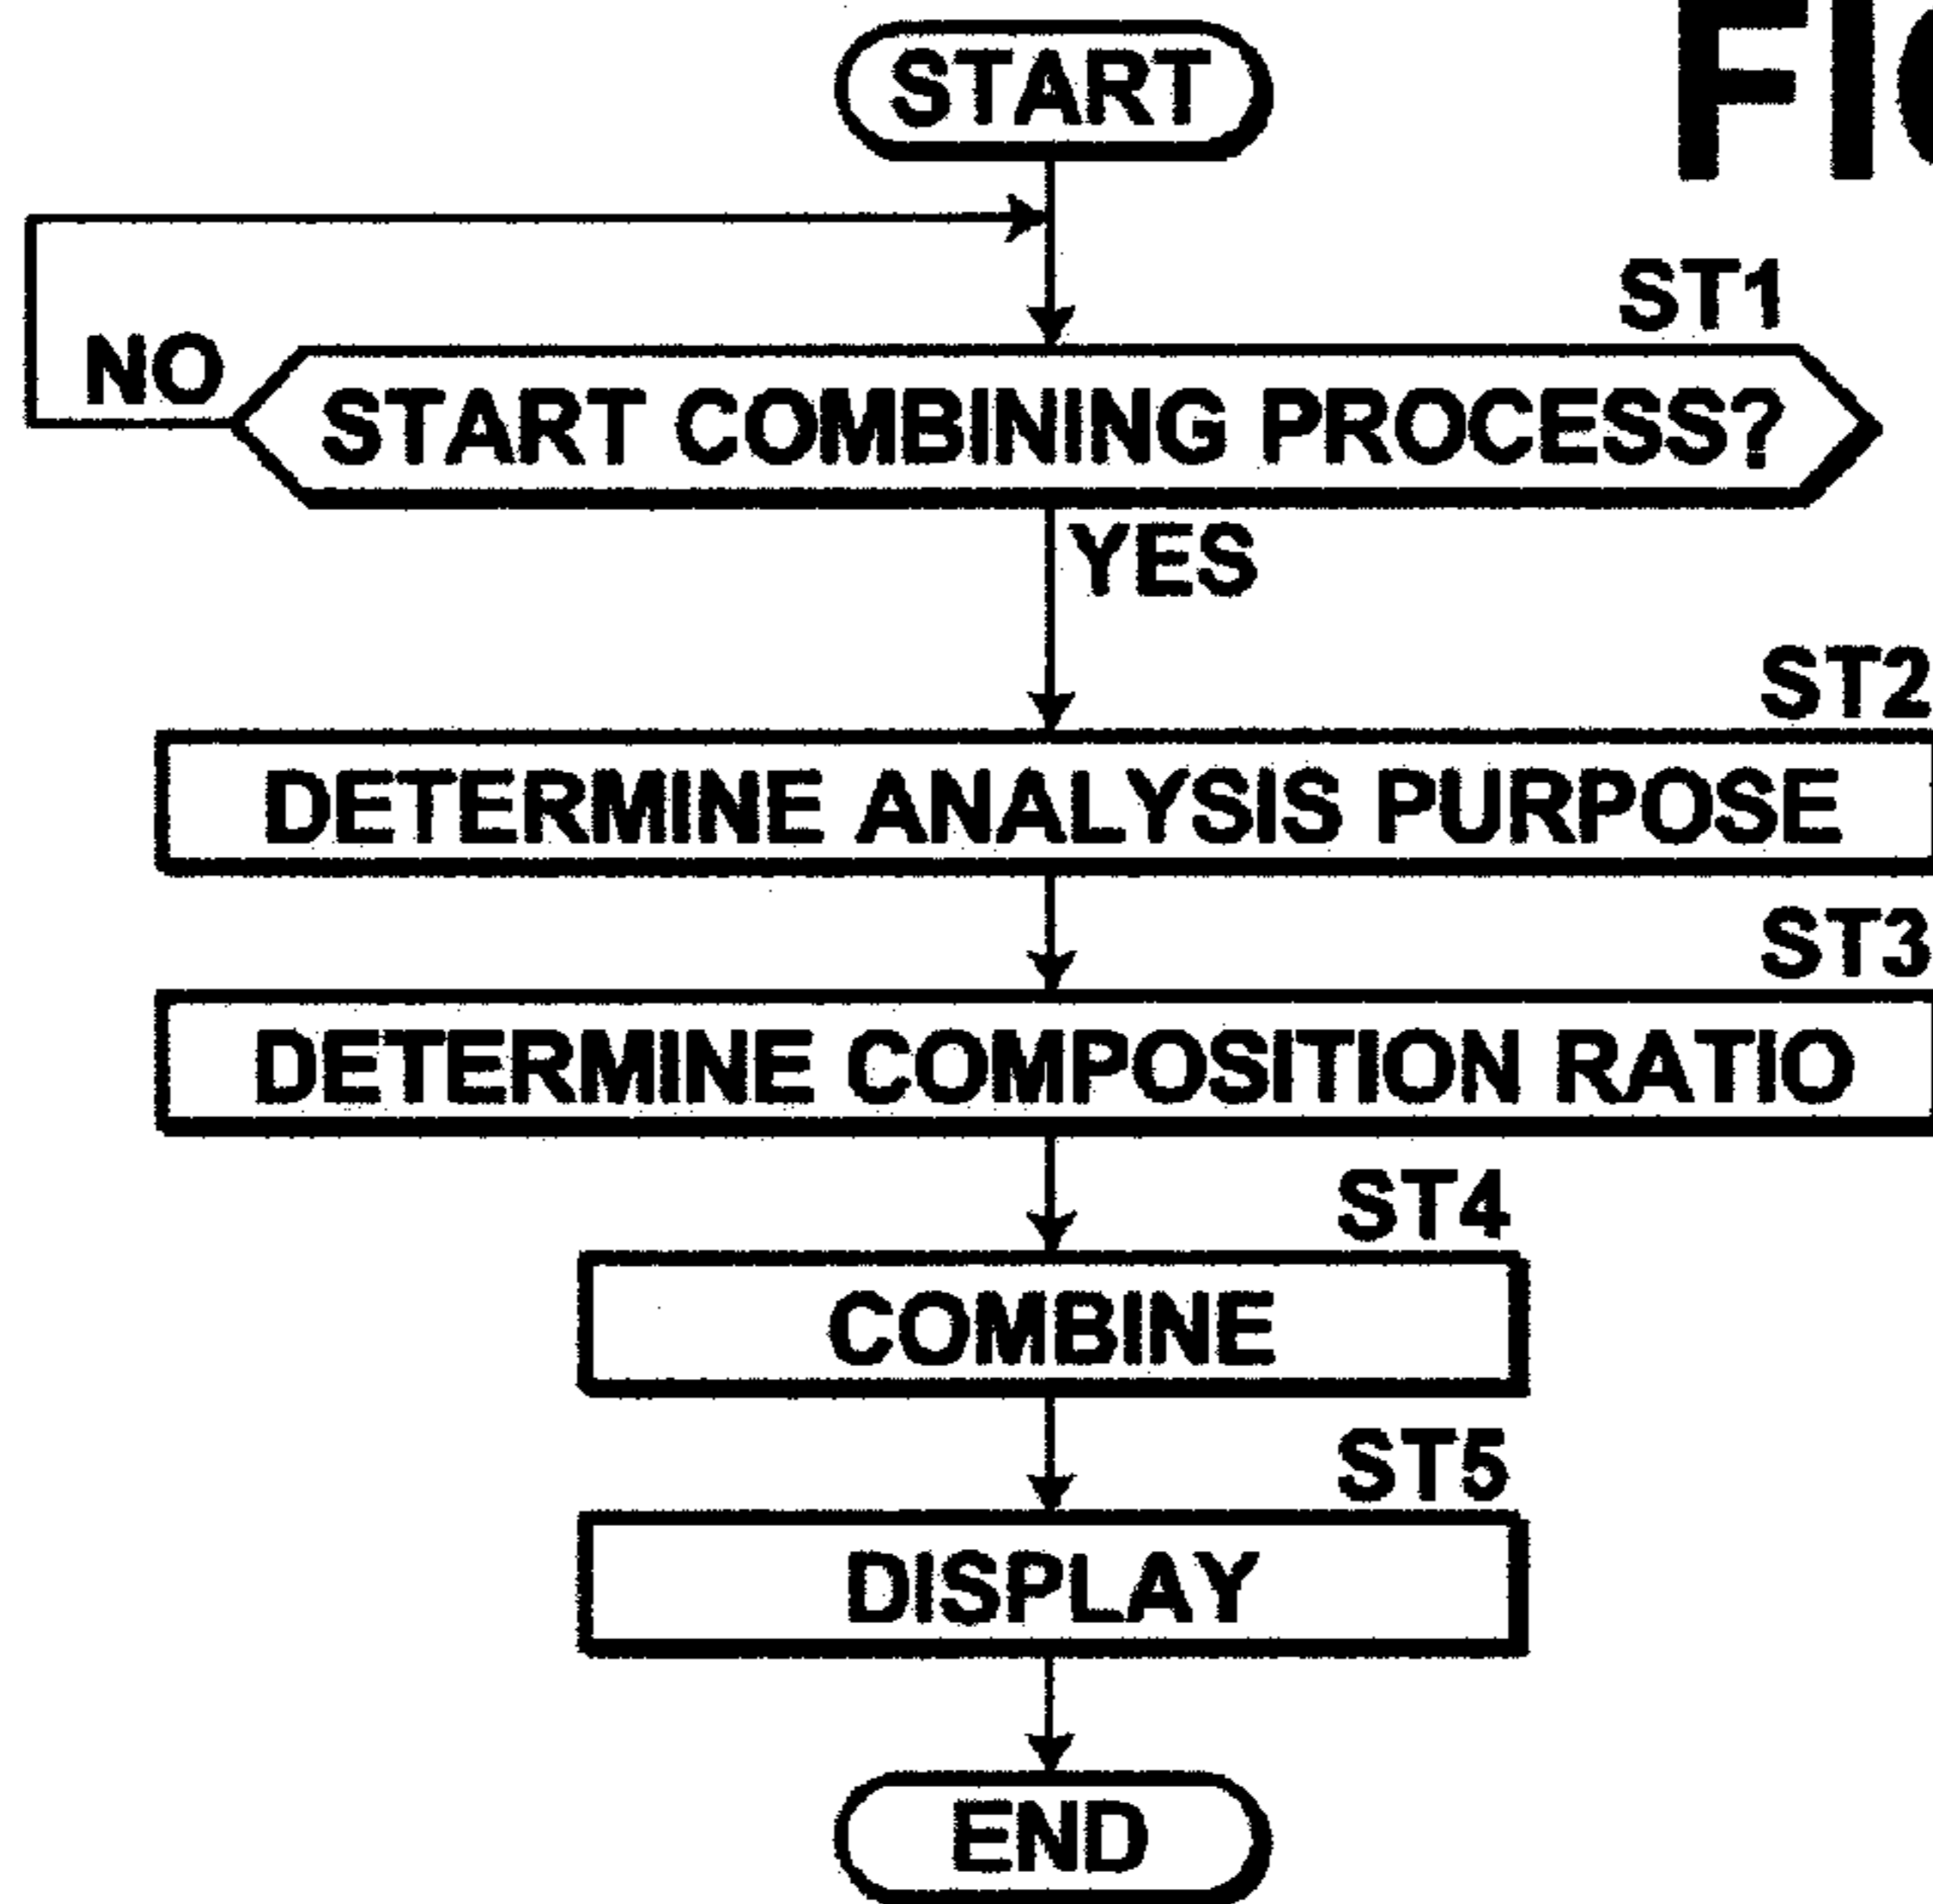 START
FIG
ST1
NO
START COMBINING PROCESS?
YES
ST2
DETERMINE ANALYSIS PURPOSE
ST3
DETERMINE COMPOSITION RATIO
ST4
COMBINE
ST5
DISPLAY
END